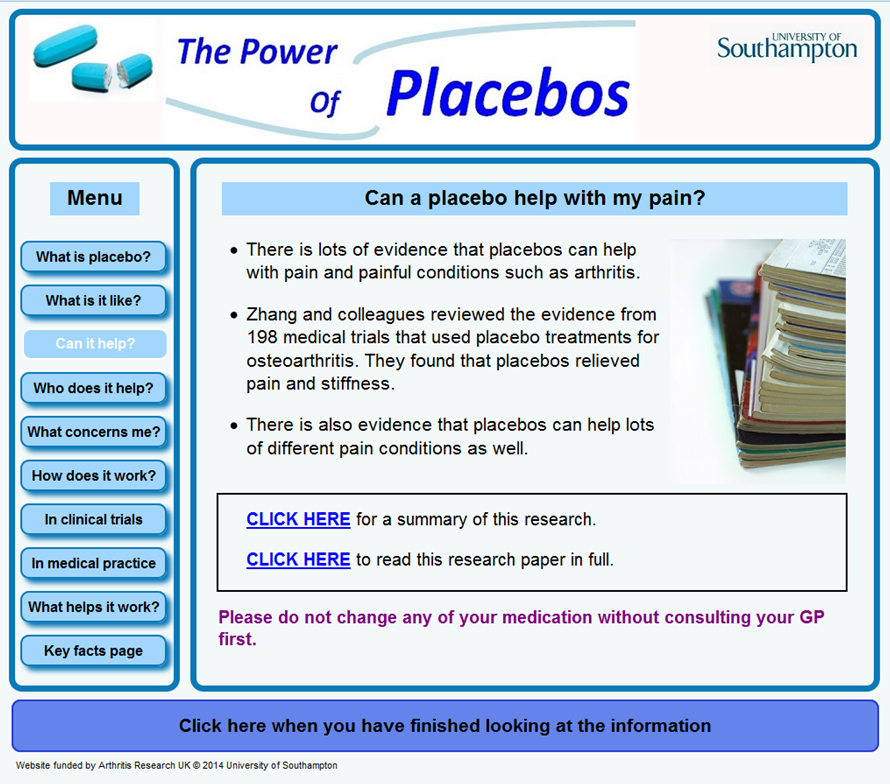 The Power
Of Placebos
UNIVERSITY OF
Southampton
Menu
What is placebo?
What is it like?
Can it help?
Who does it help?
What concerns me?
How does it work?
In clinical trials
In medical practice
What helps it work?
Key facts page
Can a placebo help with my pain?
• There is lots of evidence that placebos can help
with pain and painful conditions such as arthritis.
• Zhang and colleagues reviewed the evidence from
198 medical trials that used placebo treatments for
osteoarthritis. They found that placebos relieved
pain and stiffness.
• There is also evidence that placebos can help lots
of different pain conditions as well.
CLICK HERE for a summary of this research.
CLICK HERE to read this research paper in full.
Please do not change any of your medication without consulting your GP
first.
Click here when you have finished looking at the information
Website funded by Arthritis Research UK © 2014 University of Southampton